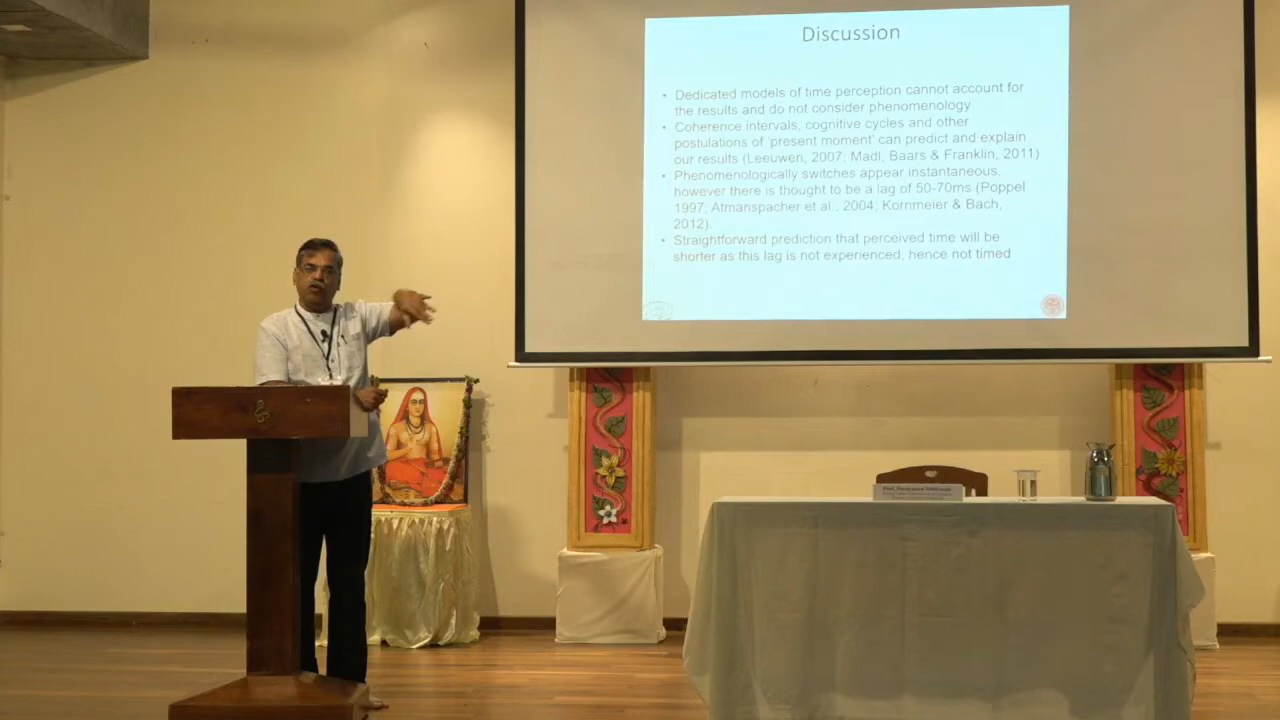 Discussion
• Dedicated models of time perception cannot account for
the results and do not consider phenomenology
• Coherence intervals, cognitive cycles and other
postulations of 'present moment' can predict and explain
our results (Leeuwen, 2007; Madl, Baars & Franklin, 2011)
• Phenomenologically switches appear instantaneous,
however there is thought to be a lag of 50-70ms (Poppel
1997; Atmanspacher et al., 2004; Kornmeier & Bach,
2012).
• Straightforward prediction that perceived time will be
shorter as this lag is not experienced, hence not timed